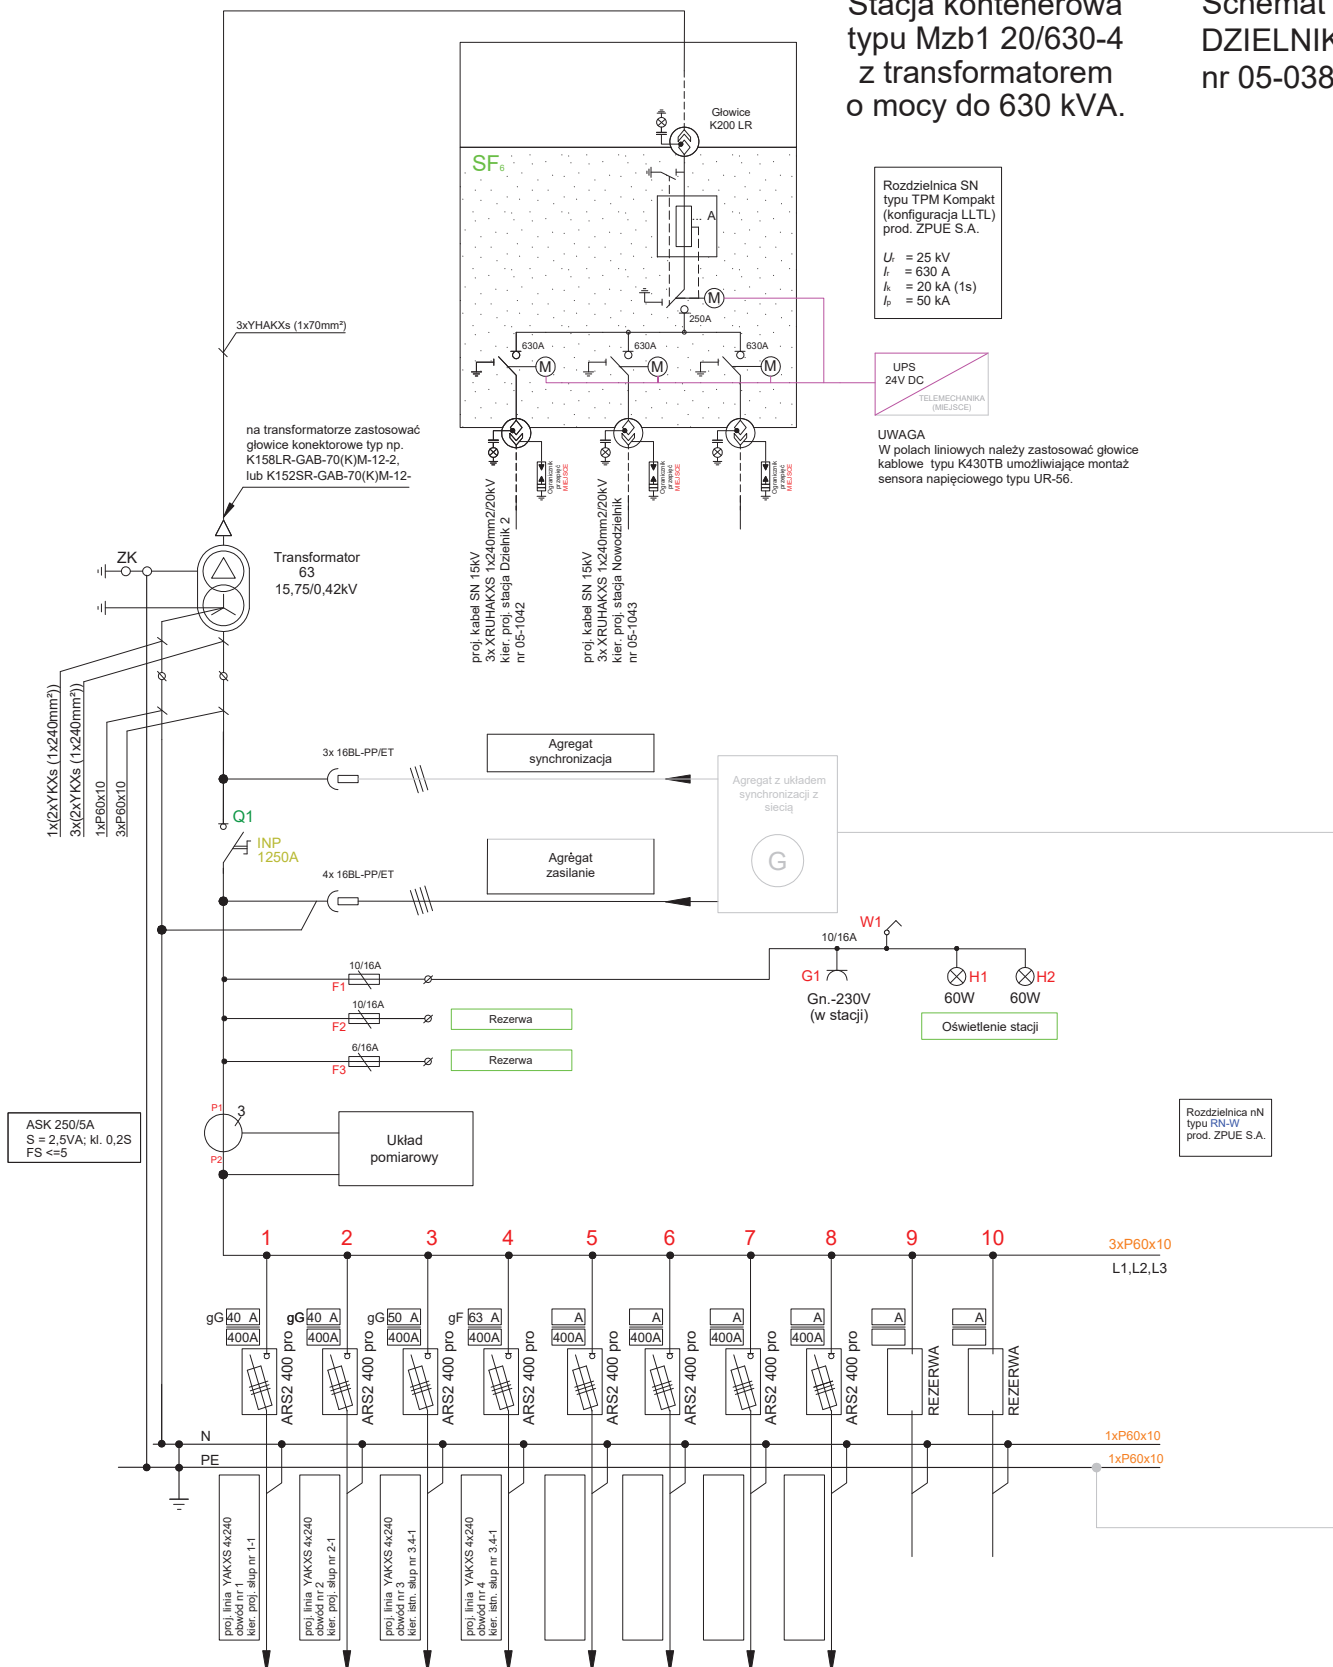 Stacja kontenerowa
typu Mzb1 20/630-4
z transformatorem
o mocy do 630 kVA.
Schemat
DZIELNIK
nr 05-038
Głowice
K200 LR
SF₆
... A
M
250A
630A
630A
630A
M
M
M
Rozdzielnica SN
typu TPM Kompakt
(konfiguracja LLTL)
prod. ZPUE S.A.
Uᵣ = 25 kV
Iᵣ = 630 A
Iₖ = 20 kA (1s)
Iₚ = 50 kA
UPS
24V DC
TELEMECHANIKA
(MIEJSCE)
UWAGA
W polach liniowych należy zastosować głowice
kablowe typu K430TB umożliwiające montaż
sensora napięciowego typu UR-56.
3xYHAKXs (1x70mm²)
na transformatorze zastosować
głowice konektorowe typ np.
K158LR-GAB-70(K)M-12-2,
lub K152SR-GAB-70(K)M-12-
Ogranicznik
przepięć
MIEJSCE
Ogranicznik
przepięć
MIEJSCE
Ogranicznik
przepięć
MIEJSCE
proj. kabel SN 15kV
3x XRUHAKXS 1x240mm2/20kV
kier. proj. stacja Dzielnik 2
nr 05-1042
proj. kabel SN 15kV
3x XRUHAKXS 1x240mm2/20kV
kier. proj. stacja Nowodzielnik
nr 05-1043
ZK
Transformator
63
15,75/0,42kV
1x(2xYKXs (1x240mm²))
3x(2xYKXs (1x240mm²))
1xP60x10
3xP60x10
3x 16BL-PP/ET
Agregat
synchronizacja
Agregat z układem
synchronizacji z
siecią
G
Q1
INP
1250A
4x 16BL-PP/ET
Agregat
zasilanie
10/16A
F1
10/16A
F2
Rezerwa
6/16A
F3
Rezerwa
W1
10/16A
G1
Gn.-230V
(w stacji)
H1
60W
H2
60W
Oświetlenie stacji
ASK 250/5A
S = 2,5VA; kl. 0,2S
FS <=5
P1
3
P2
Układ
pomiarowy
Rozdzielnica nN
typu RN-W
prod. ZPUE S.A.
1 2 3 4 5 6 7 8 9 10
3xP60x10
L1,L2,L3
gG 40 A
400A
ARS2 400 pro
gG 40 A
400A
ARS2 400 pro
gG 50 A
400A
ARS2 400 pro
gF 63 A
400A
ARS2 400 pro
A
400A
ARS2 400 pro
A
400A
ARS2 400 pro
A
400A
ARS2 400 pro
A
400A
ARS2 400 pro
A
REZERWA
A
REZERWA
N
1xP60x10
PE
1xP60x10
proj. linia YAKXS 4x240
obwód nr 1
kier. proj. słup nr 1-1
proj. linia YAKXS 4x240
obwód nr 2
kier. proj. słup nr 2-1
proj. linia YAKXS 4x240
obwód nr 3
kier. istn. słup nr 3.4-1
proj. linia YAKXS 4x240
obwód nr 4
kier. istn. słup nr 3.4-1